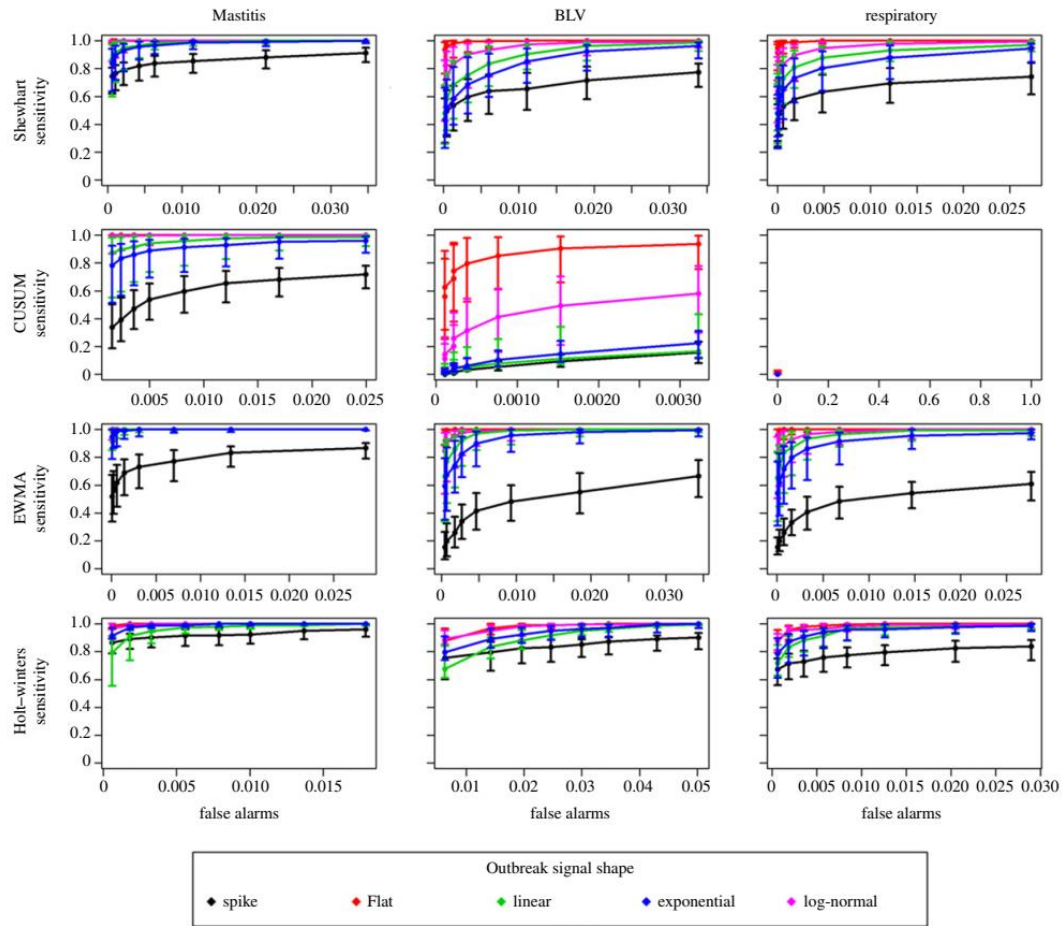 Mastitis BLV respiratory
Shewhart
sensitivity
1.0 0.8 0.6 0.4 0.2 0
0 0.010 0.020 0.030
0 0.010 0.020 0.030
0 0.005 0.010 0.015 0.020 0.025
CUSUM
sensitivity
1.0 0.8 0.6 0.4 0.2 0
0.005 0.010 0.015 0.020 0.025
0 0.0010 0.0020 0.0030
0 0.2 0.4 0.6 0.8 1.0
EWMA
sensitivity
1.0 0.8 0.6 0.4 0.2 0
0 0.005 0.010 0.015 0.020 0.025
0 0.010 0.020 0.030
0 0.005 0.010 0.015 0.020 0.025
Holt–winters
sensitivity
1.0 0.8 0.6 0.4 0.2 0
0 0.005 0.010 0.015
0.01 0.02 0.03 0.04 0.05
0 0.005 0.010 0.015 0.020 0.025 0.030
false alarms false alarms false alarms
Outbreak signal shape
spike Flat linear exponential log-normal